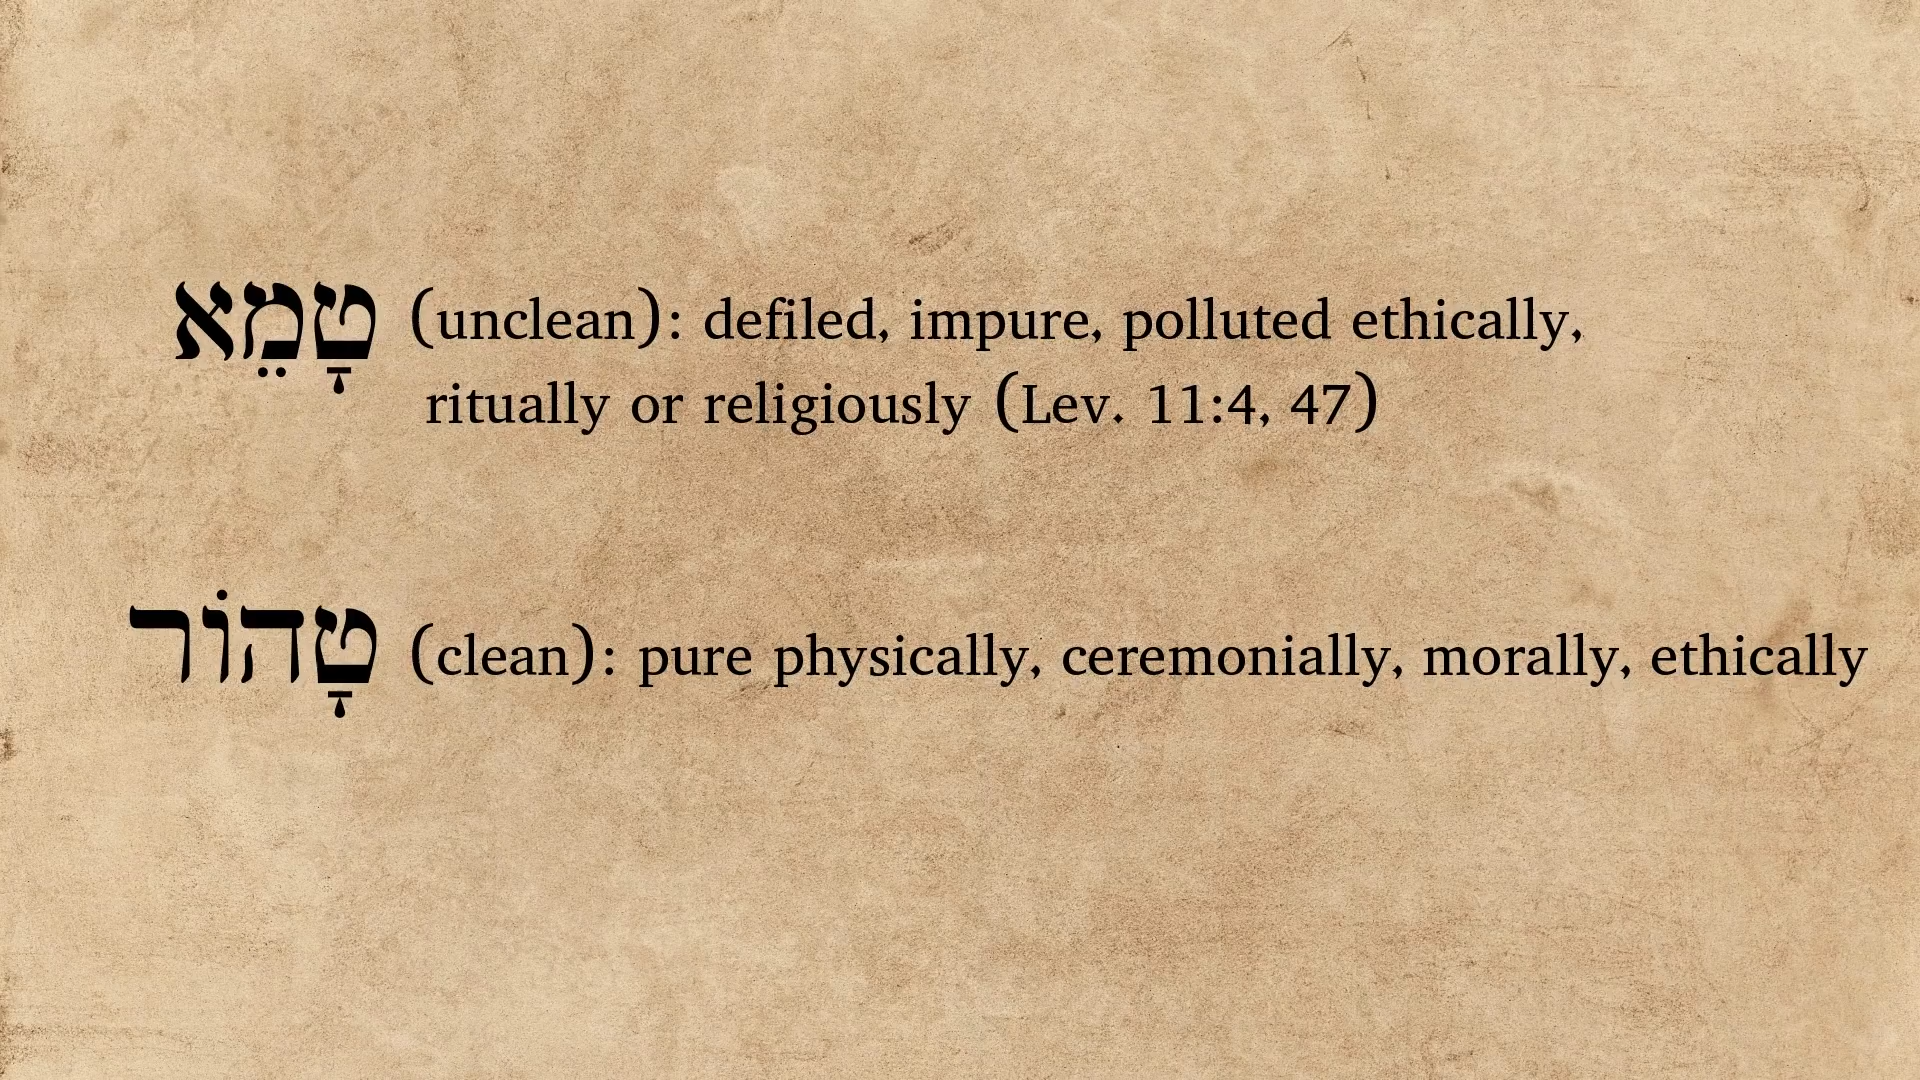 טָמֵא (unclean): defiled, impure, polluted ethically,
ritually or religiously (Lev. 11:4, 47)
טָהוֹר (clean): pure physically, ceremonially, morally, ethically